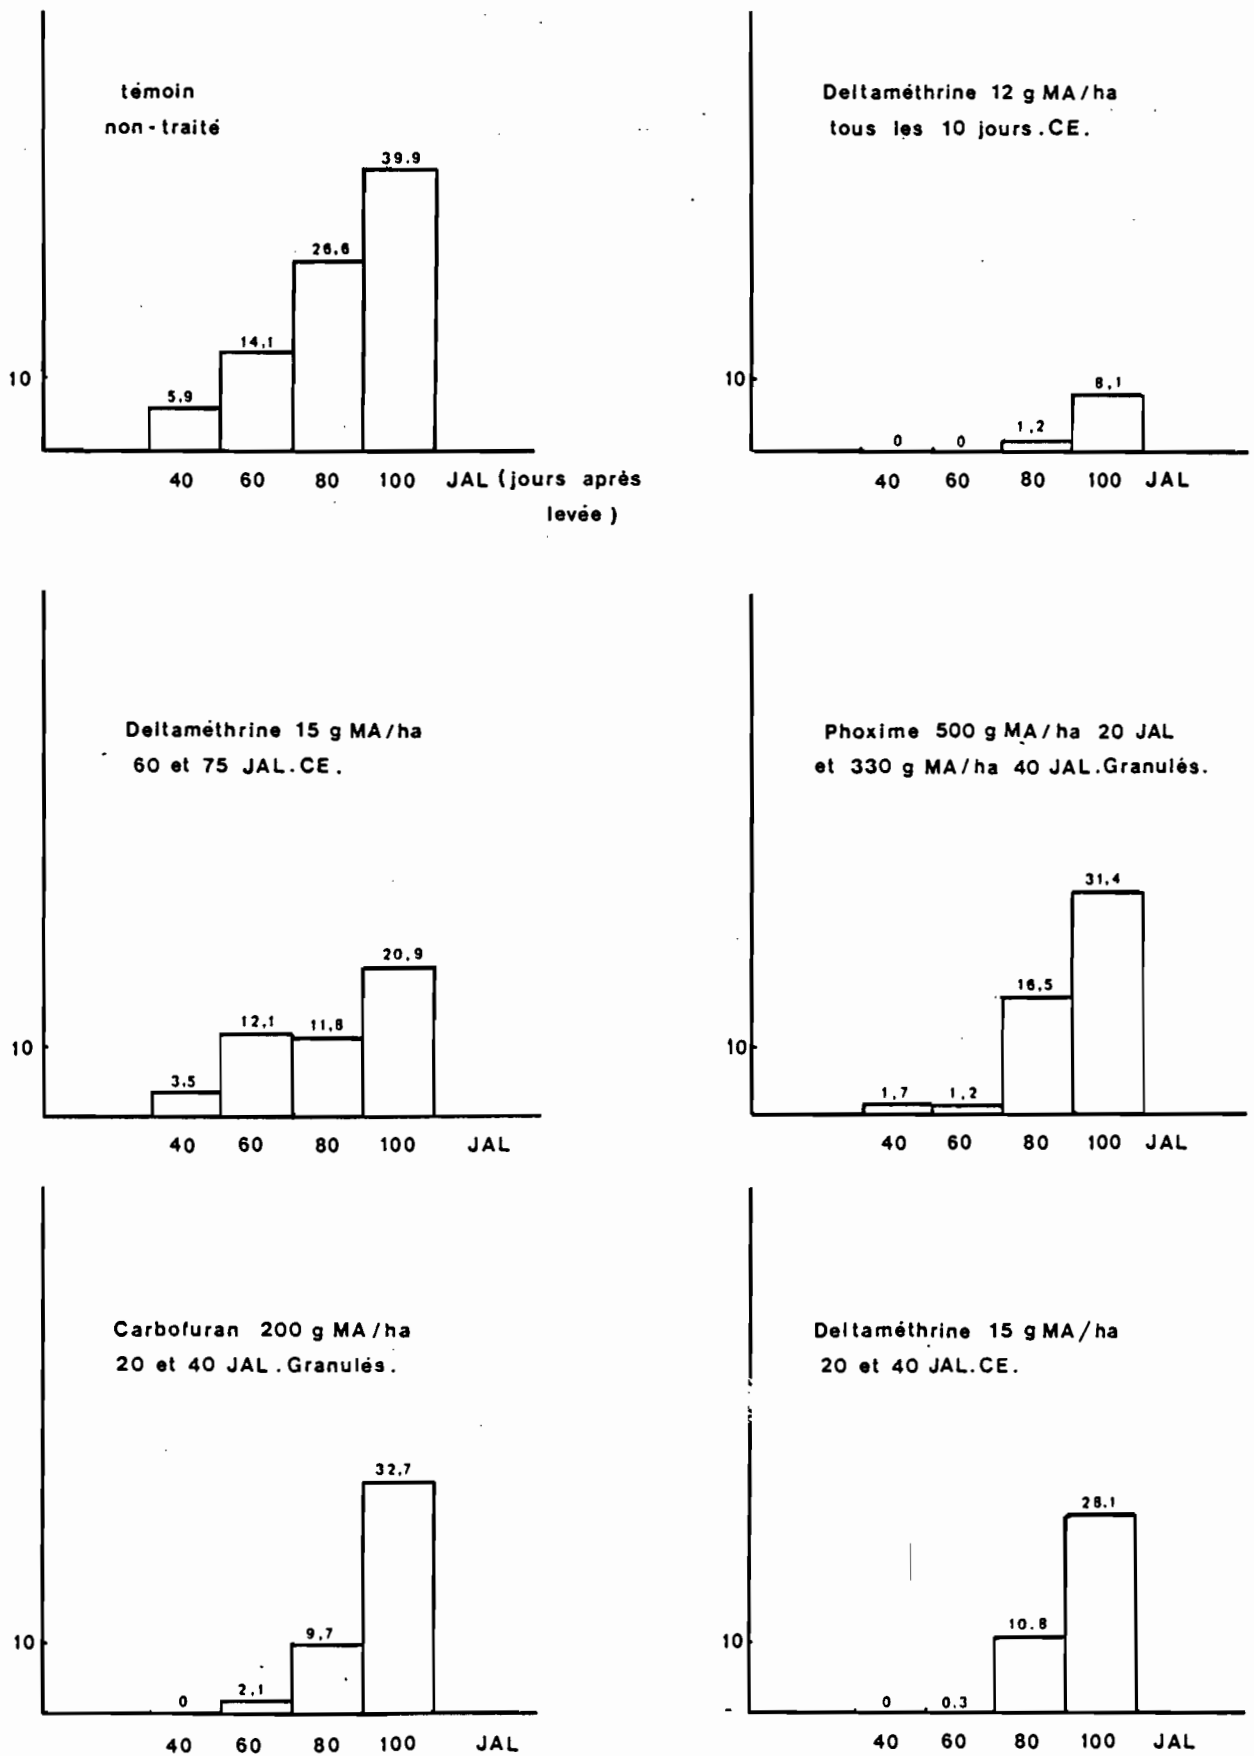 témoin
non-traité
39.9
26,6
14,1
5,9
10
40 60 80 100 JAL (jours après
levée)
Deltaméthrine 12 g MA/ha
tous les 10 jours.CE.
10
8,1
1,2
0 0
40 60 80 100 JAL
Deltaméthrine 15 g MA/ha
60 et 75 JAL.CE.
20,9
12,1 11,8
3,5
10
40 60 80 100 JAL
Phoxime 500 g MA/ha 20 JAL
et 330 g MA/ha 40 JAL.Granulés.
31,4
16,5
1,7 1,2
10
40 60 80 100 JAL
Carbofuran 200 g MA/ha
20 et 40 JAL.Granulés.
32,7
9,7
2,1
0
10
40 60 80 100 JAL
Deltaméthrine 15 g MA/ha
20 et 40 JAL.CE.
28.1
10.8
0 0.3
10
40 60 80 100 JAL